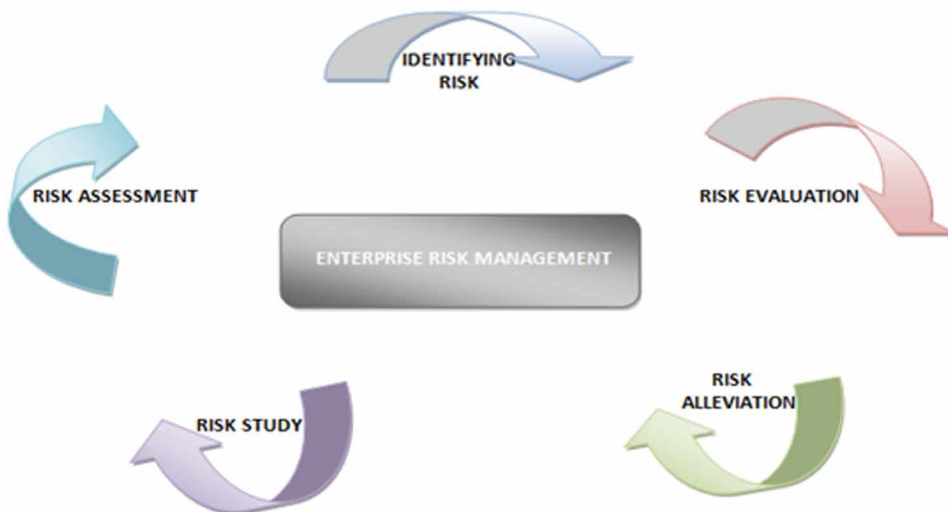 IDENTIFYING
RISK
RISK ASSESSMENT
RISK EVALUATION
ENTERPRISE RISK MANAGEMENT
RISK
ALLEVIATION
RISK STUDY